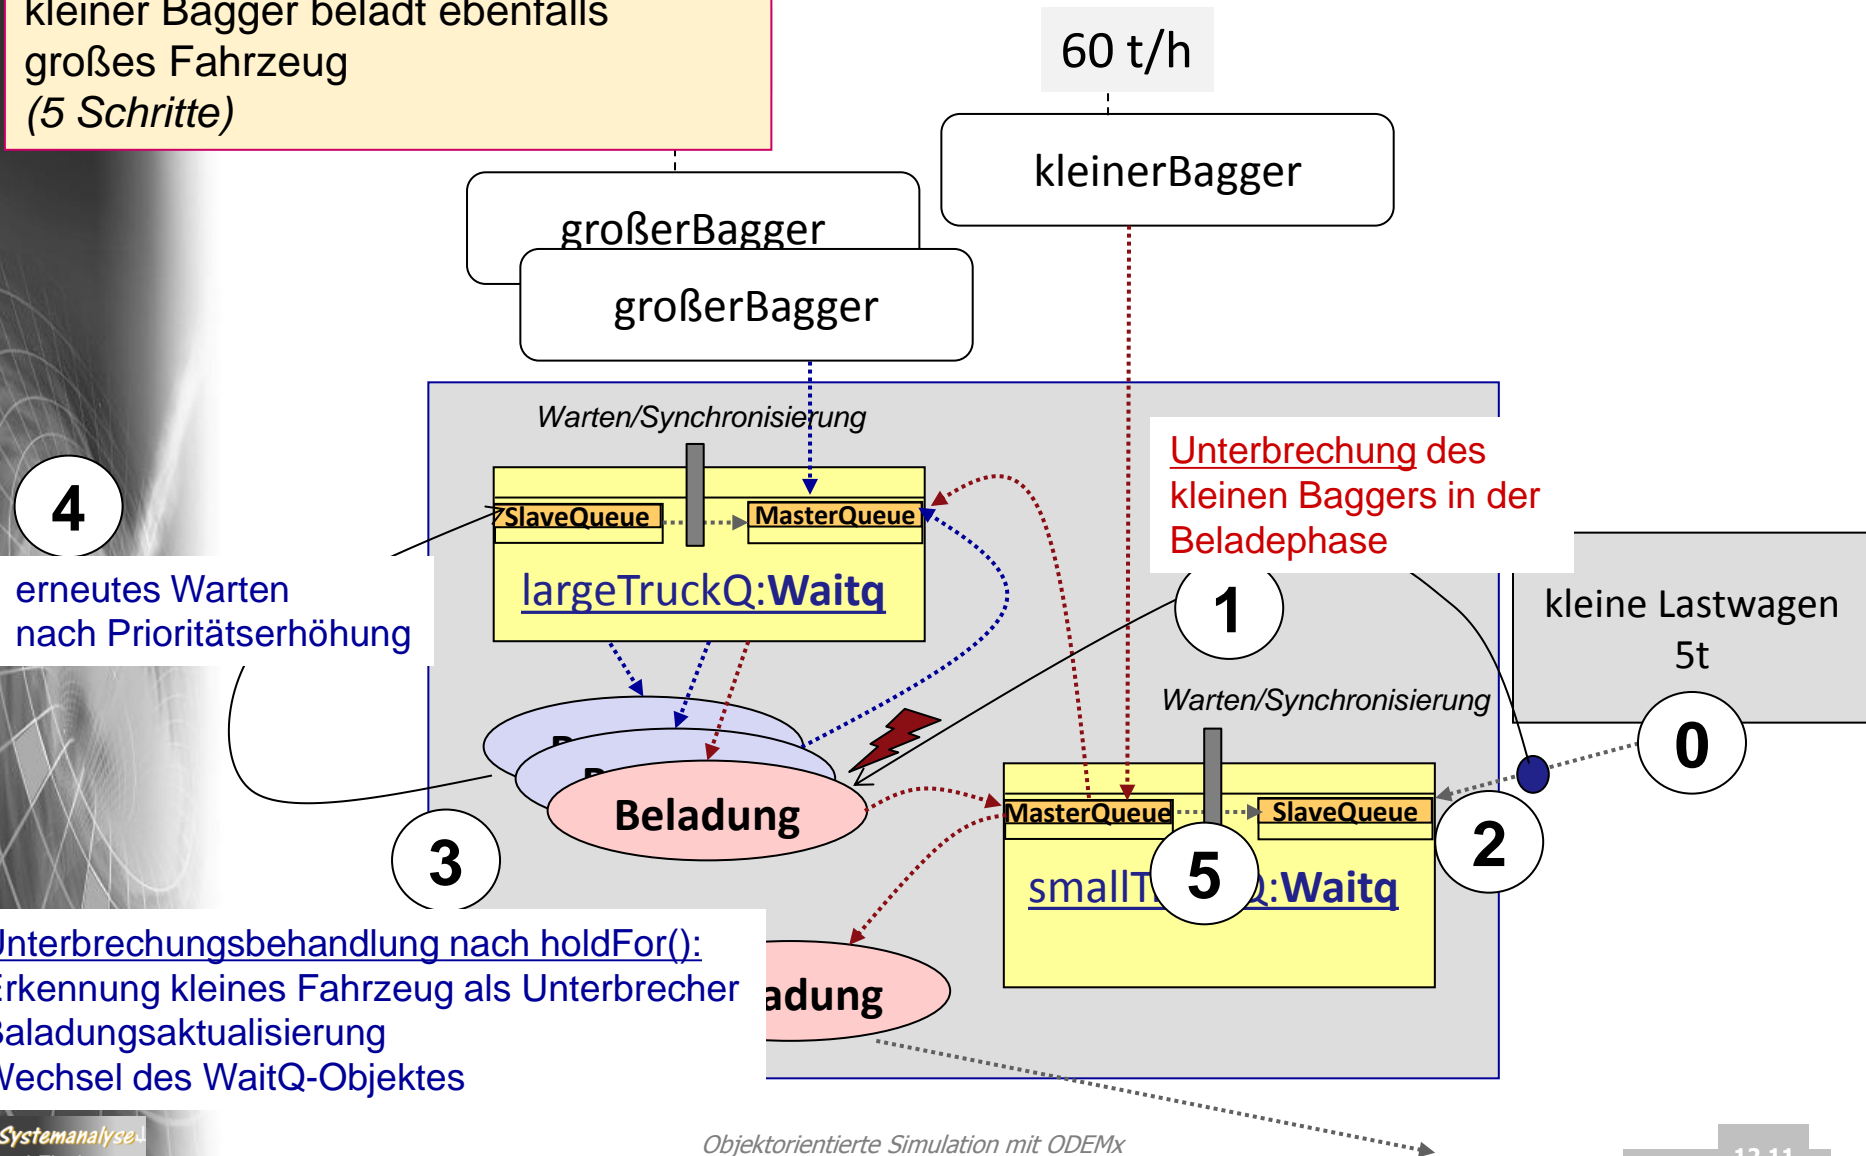 kleiner Bagger belädt ebenfalls
großes Fahrzeug
(5 Schritte)
60 t/h
kleinerBagger
großerBagger
großerBagger
Warten/Synchronisierung
SlaveQueue
MasterQueue
largeTruckQ:Waitq
Unterbrechung des
kleinen Baggers in der
Beladephase
1
4
erneutes Warten
nach Prioritätserhöhung
kleine Lastwagen
5t
0
Warten/Synchronisierung
MasterQueue
SlaveQueue
5
2
:Waitq
Beladung
3
Unterbrechungsbehandlung nach holdFor():
Erkennung kleines Fahrzeug als Unterbrecher
Baladungsaktualisierung
Wechsel des WaitQ-Objektes
adung
Systemanalyse
Objektorientierte Simulation mit ODEMx